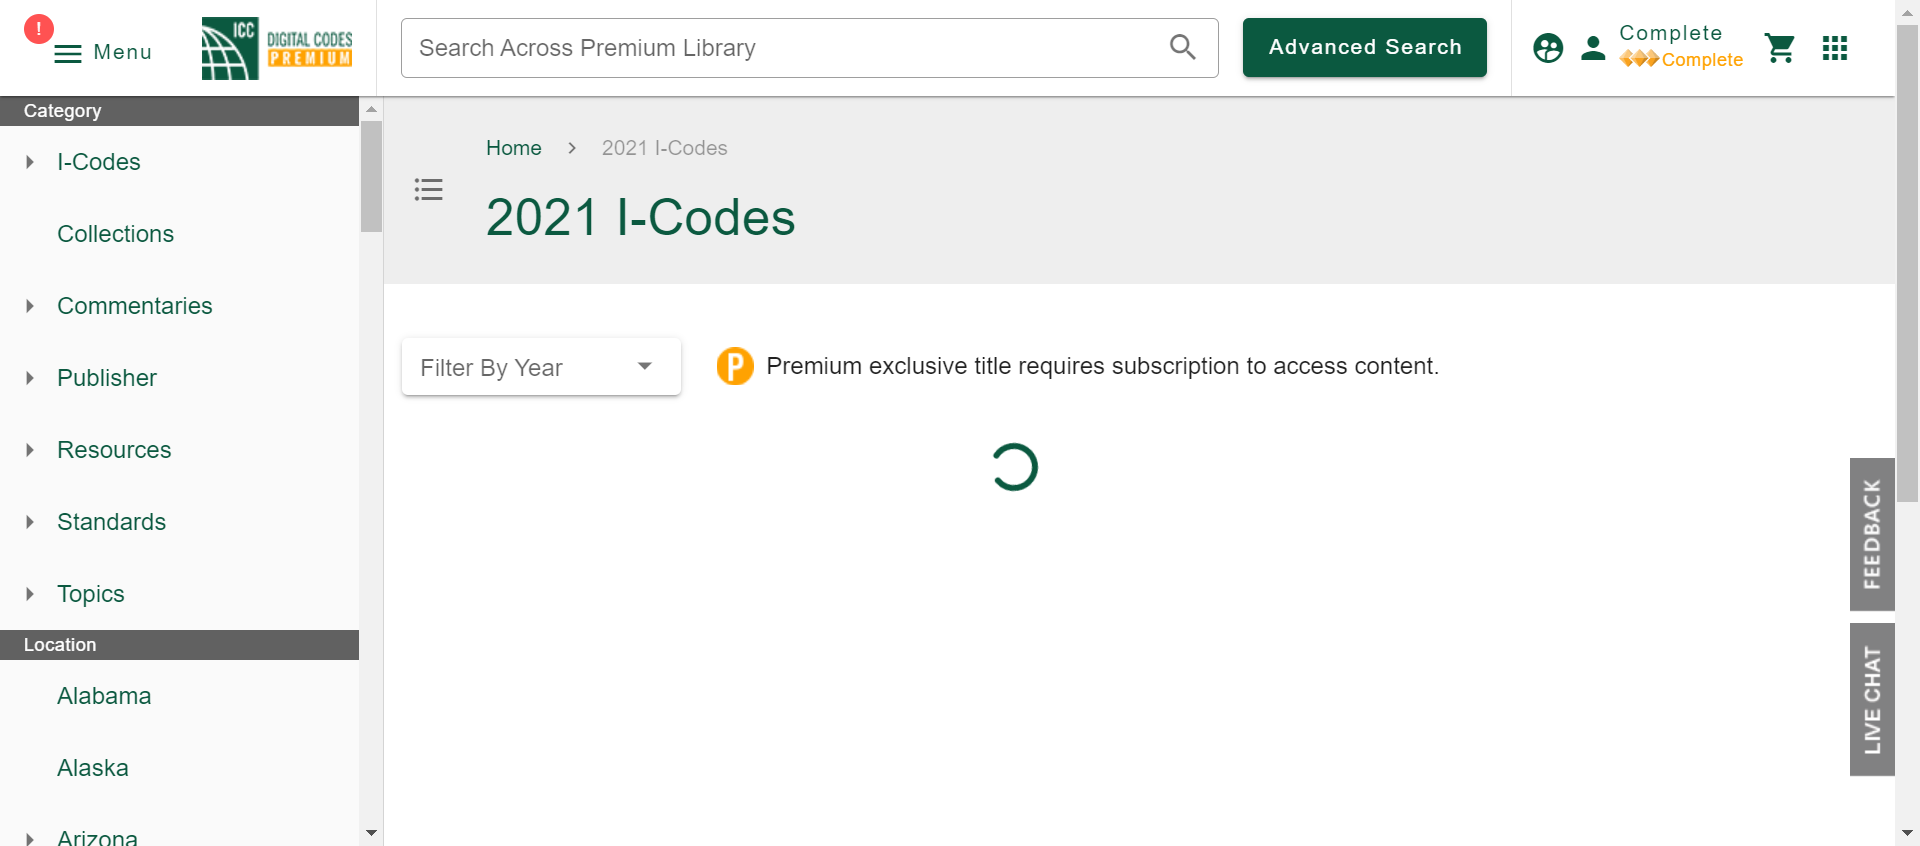 !
Menu
ICC
DIGITAL CODES
PREMIUM
Search Across Premium Library
Advanced Search
Complete
Complete
Category
I-Codes
Collections
Commentaries
Publisher
Resources
Standards
Topics
Location
Alabama
Alaska
Arizona
Home > 2021 I-Codes
2021 I-Codes
Filter By Year
P Premium exclusive title requires subscription to access content.
FEEDBACK
LIVE CHAT